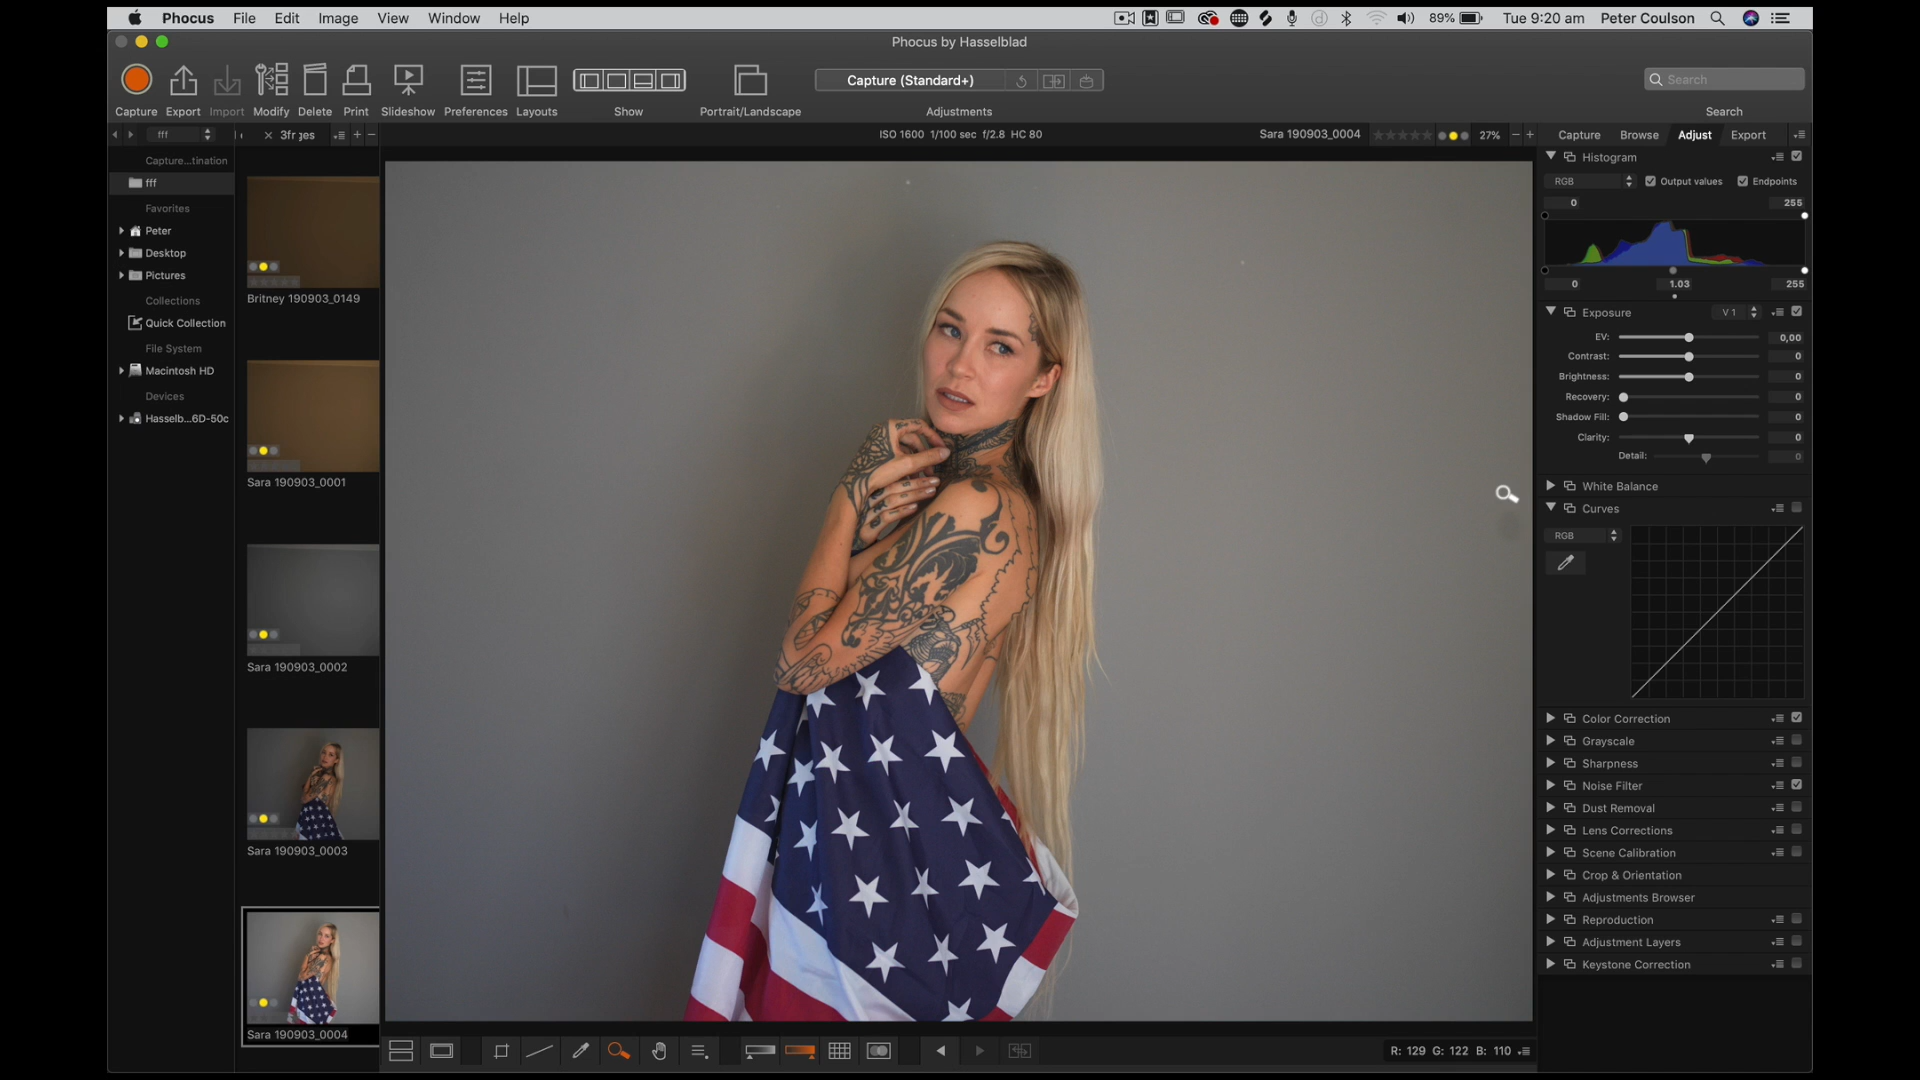 Phocus File Edit Image View Window Help 89% Tue 9:20 am Peter Coulson
Phocus by Hasselblad
Capture (Standard+) Search
Capture Export Import Modify Delete Print Slideshow Preferences Layouts Show Portrait/Landscape Adjustments Search
fff 3fr ISO 1600 1/100 sec f/2.8 HC 80 Sara 190903_0004 27% Capture Browse Adjust Export
Capture...tination
fff
Favorites
Peter
Desktop
Pictures
Collections
Quick Collection
File System
Macintosh HD
Devices
Hasselb...6D-50c
Britney 190903_0149
Sara 190903_0001
Sara 190903_0002
Sara 190903_0003
Sara 190903_0004
Histogram
RGB Output values Endpoints
0 255
0 1.03 255
Exposure V 1
EV: 0,00
Contrast: 0
Brightness: 0
Recovery: 0
Shadow Fill: 0
Clarity: 0
Detail: 0
White Balance
Curves
RGB
Color Correction
Grayscale
Sharpness
Noise Filter
Dust Removal
Lens Corrections
Scene Calibration
Crop & Orientation
Adjustments Browser
Reproduction
Adjustment Layers
Keystone Correction
R: 129 G: 122 B: 110